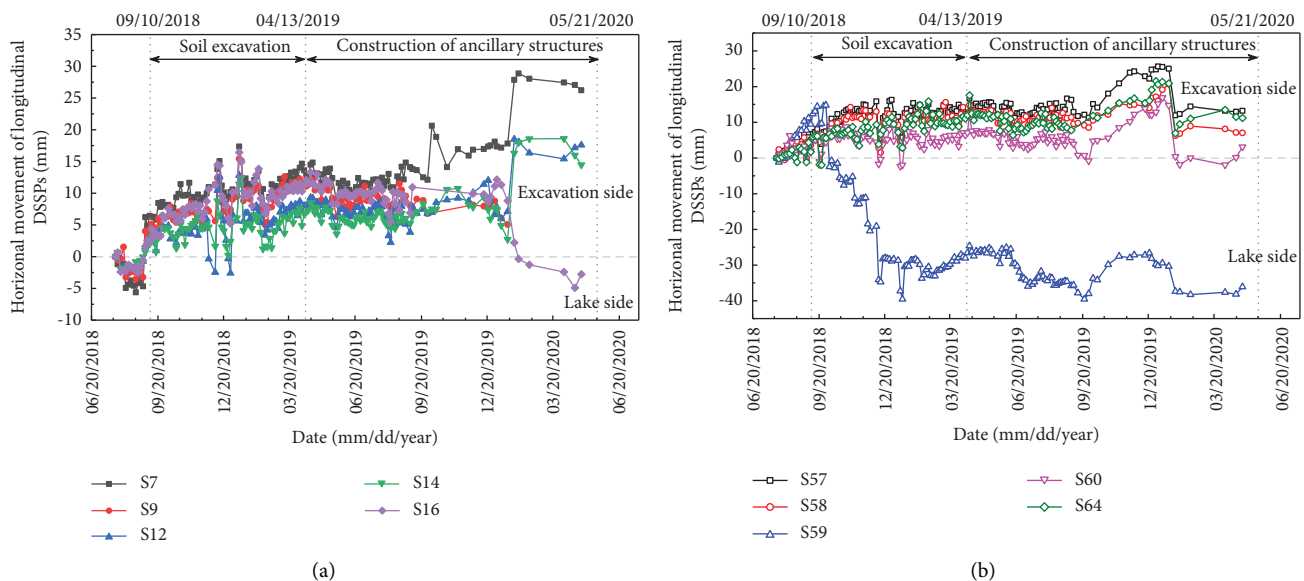 09/10/2018 04/13/2019 05/21/2020
Soil excavation
Construction of ancillary structures
35
30
25
20
15
10
5
0
-5
-10
Horizonal movement of longitudinal
DSSPs (mm)
Excavation side
Lake side
06/20/2018
09/20/2018
12/20/2018
03/20/2019
06/20/2019
09/20/2019
12/20/2019
03/20/2020
06/20/2020
Date (mm/dd/year)
S7
S9
S12
S14
S16
(a)
09/10/2018 04/13/2019 05/21/2020
Soil excavation
Construction of ancillary structures
30
20
10
0
-10
-20
-30
-40
Horizonal movement of longitudinal
DSSPs (mm)
Excavation side
Lake side
06/20/2018
09/20/2018
12/20/2018
03/20/2019
06/20/2019
09/20/2019
12/20/2019
03/20/2020
06/20/2020
Date (mm/dd/year)
S57
S58
S59
S60
S64
(b)